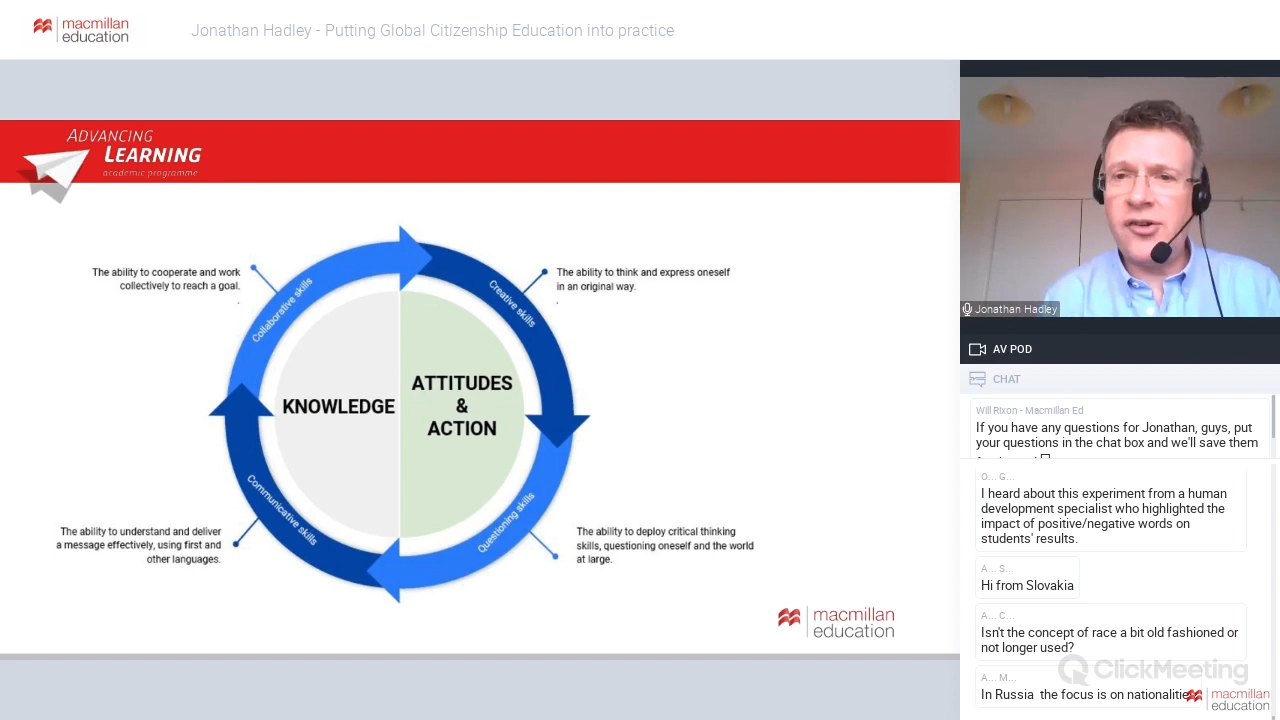 macmillan
education
Jonathan Hadley - Putting Global Citizenship Education into practice
ADVANCING
LEARNING
academic programme
The ability to cooperate and work
collectively to reach a goal.
.
Collaborative skills
Creative skills
The ability to think and express oneself
in an original way.
.
KNOWLEDGE
ATTITUDES
&
ACTION
Communicative skills
Questioning skills
The ability to understand and deliver
a message effectively, using first and
other languages.
The ability to deploy critical thinking
skills, questioning oneself and the world
at large.
macmillan
education
Jonathan Hadley
AV POD
CHAT
Will Rixon - Macmillan Ed
If you have any questions for Jonathan, guys, put
your questions in the chat box and we'll save them
O... G...
I heard about this experiment from a human
development specialist who highlighted the
impact of positive/negative words on
students' results.
A... S...
Hi from Slovakia
A... C...
Isn't the concept of race a bit old fashioned or
not longer used?
ClickMeeting
A... M...
In Russia the focus is on nationalities
macmillan
education